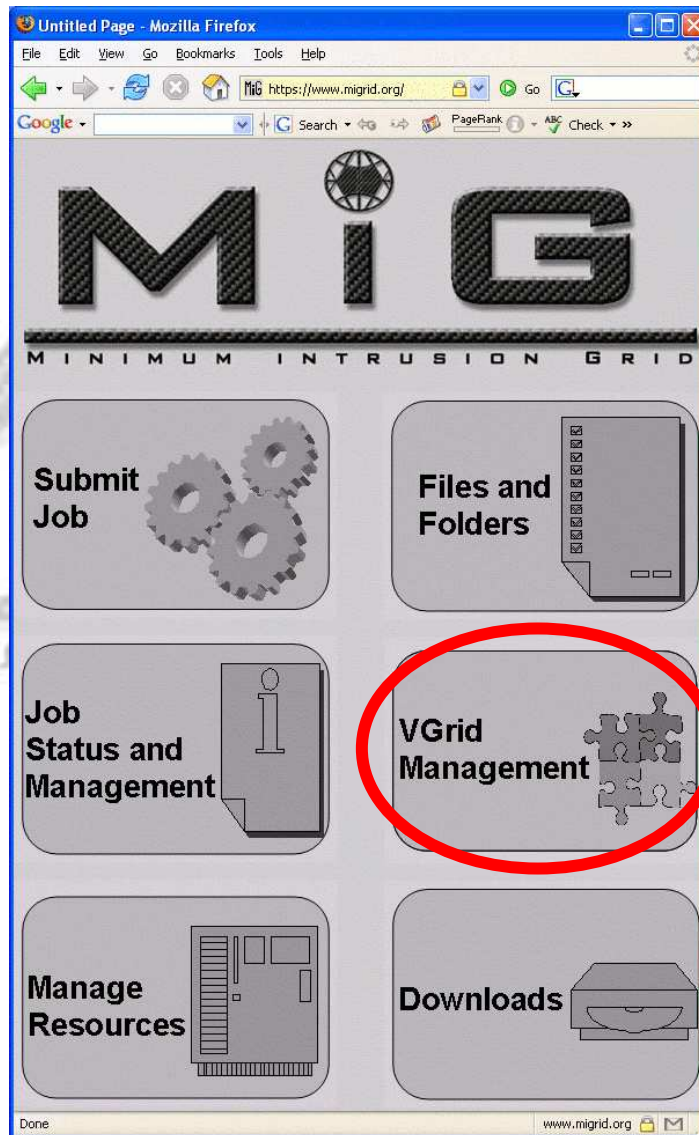 Untitled Page - Mozilla Firefox
File Edit View Go Bookmarks Tools Help
MiG https://www.migrid.org/ Go G
Google Search PageRank ABC Check »
MiG
MINIMUM INTRUSION GRID
Submit
Job
Files and
Folders
Job
Status and
Management
VGrid
Management
Manage
Resources
Downloads
Done www.migrid.org